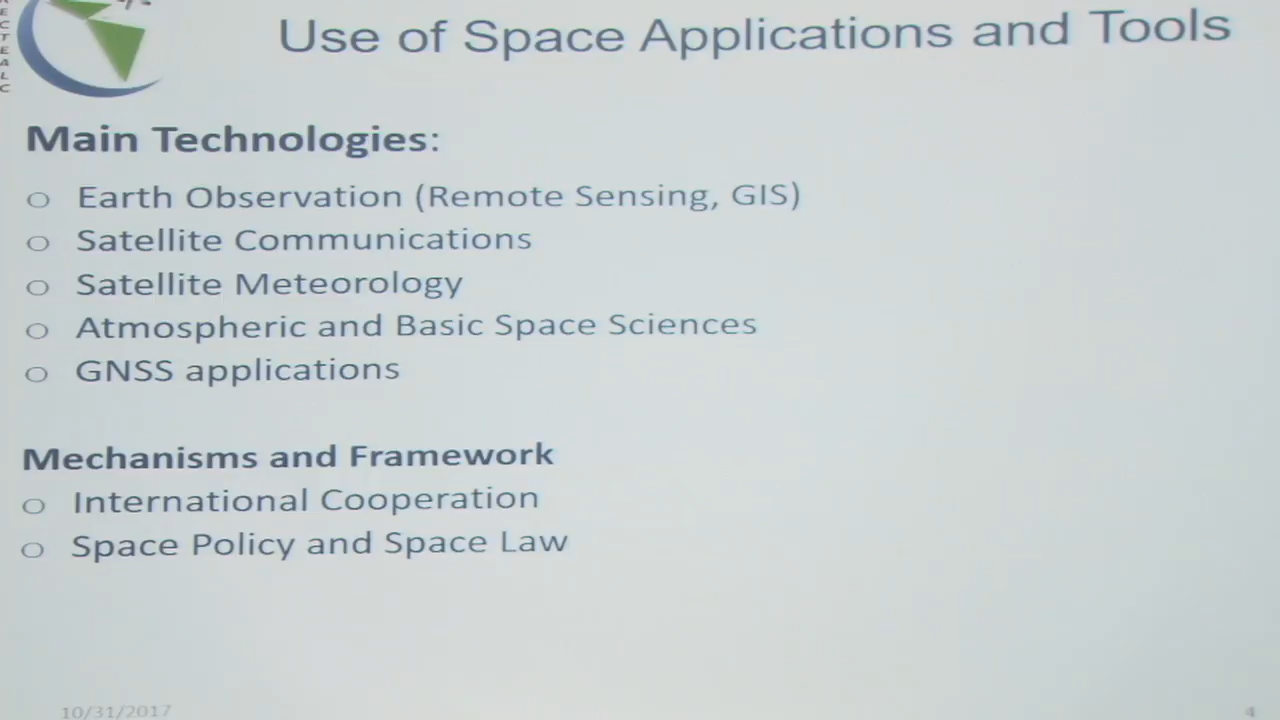 RECTEALC
Use of Space Applications and Tools
Main Technologies:
o Earth Observation (Remote Sensing, GIS)
o Satellite Communications
o Satellite Meteorology
o Atmospheric and Basic Space Sciences
o GNSS applications
Mechanisms and Framework
o International Cooperation
o Space Policy and Space Law
10/31/2017
4